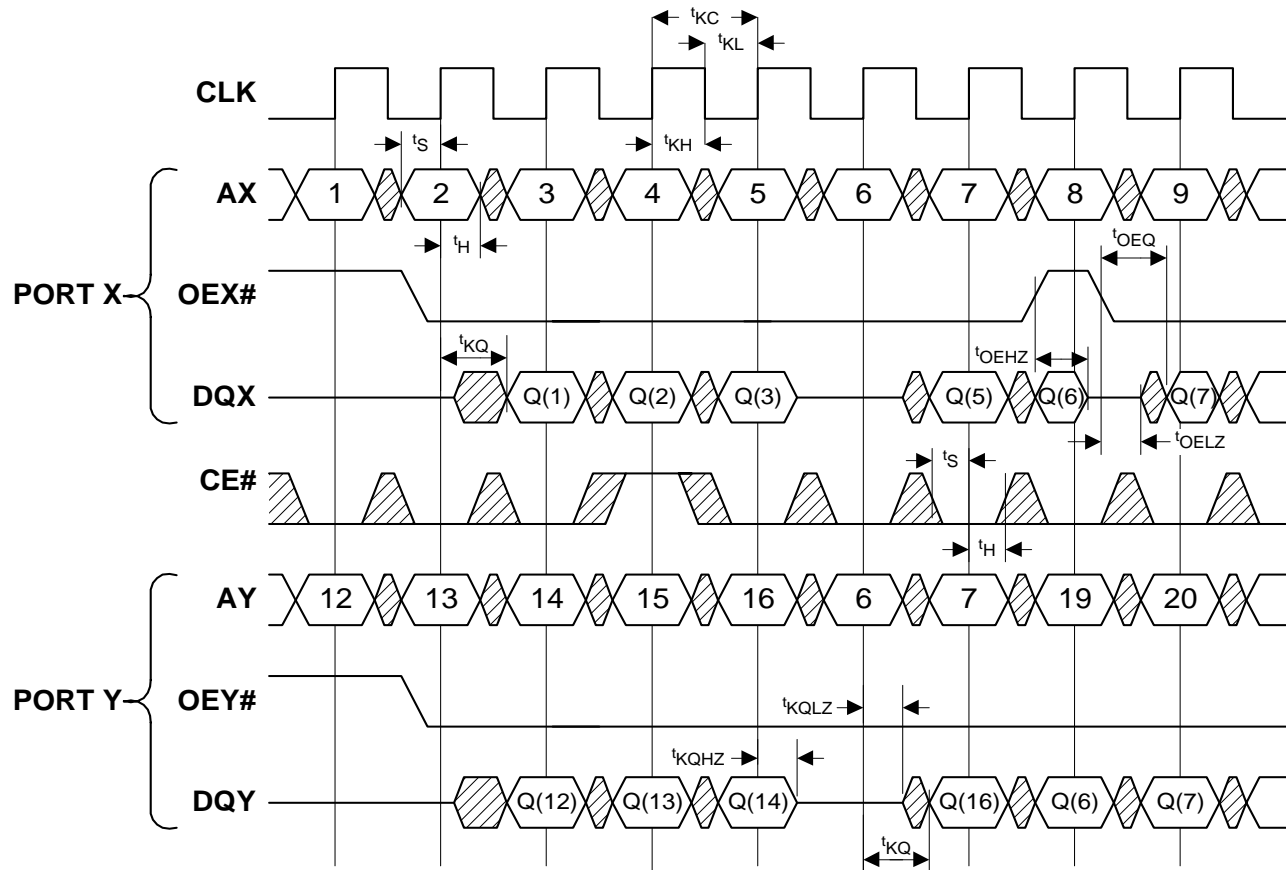 tKC
tKL
CLK
tS
tKH
AX
1 2 3 4 5 6 7 8 9
tH
tOEQ
PORT X
OEX#
tKQ
tOEHZ
DQX
Q(1) Q(2) Q(3) Q(5) Q(6) Q(7)
tOELZ
tS
CE#
tH
AY
12 13 14 15 16 6 7 19 20
PORT Y
OEY#
tKQLZ
tKQHZ
DQY
Q(12) Q(13) Q(14) Q(16) Q(6) Q(7)
tKQ